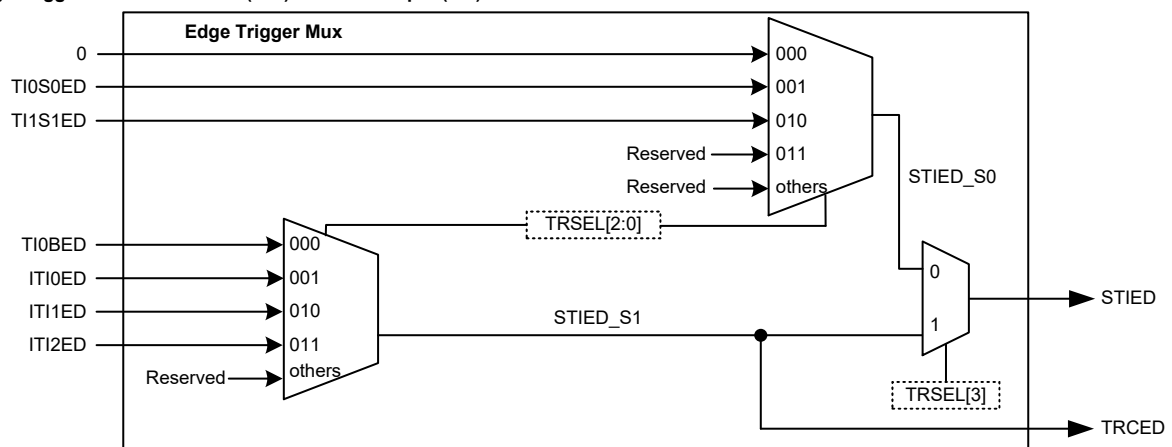 Edge Trigger Mux
0
000
TI0S0ED
001
TI1S1ED
010
Reserved
011
Reserved
others
STIED_S0
TRSEL[2:0]
TI0BED
000
ITI0ED
001
ITI1ED
010
ITI2ED
011
Reserved
others
STIED_S1
0
1
STIED
TRSEL[3]
TRCED